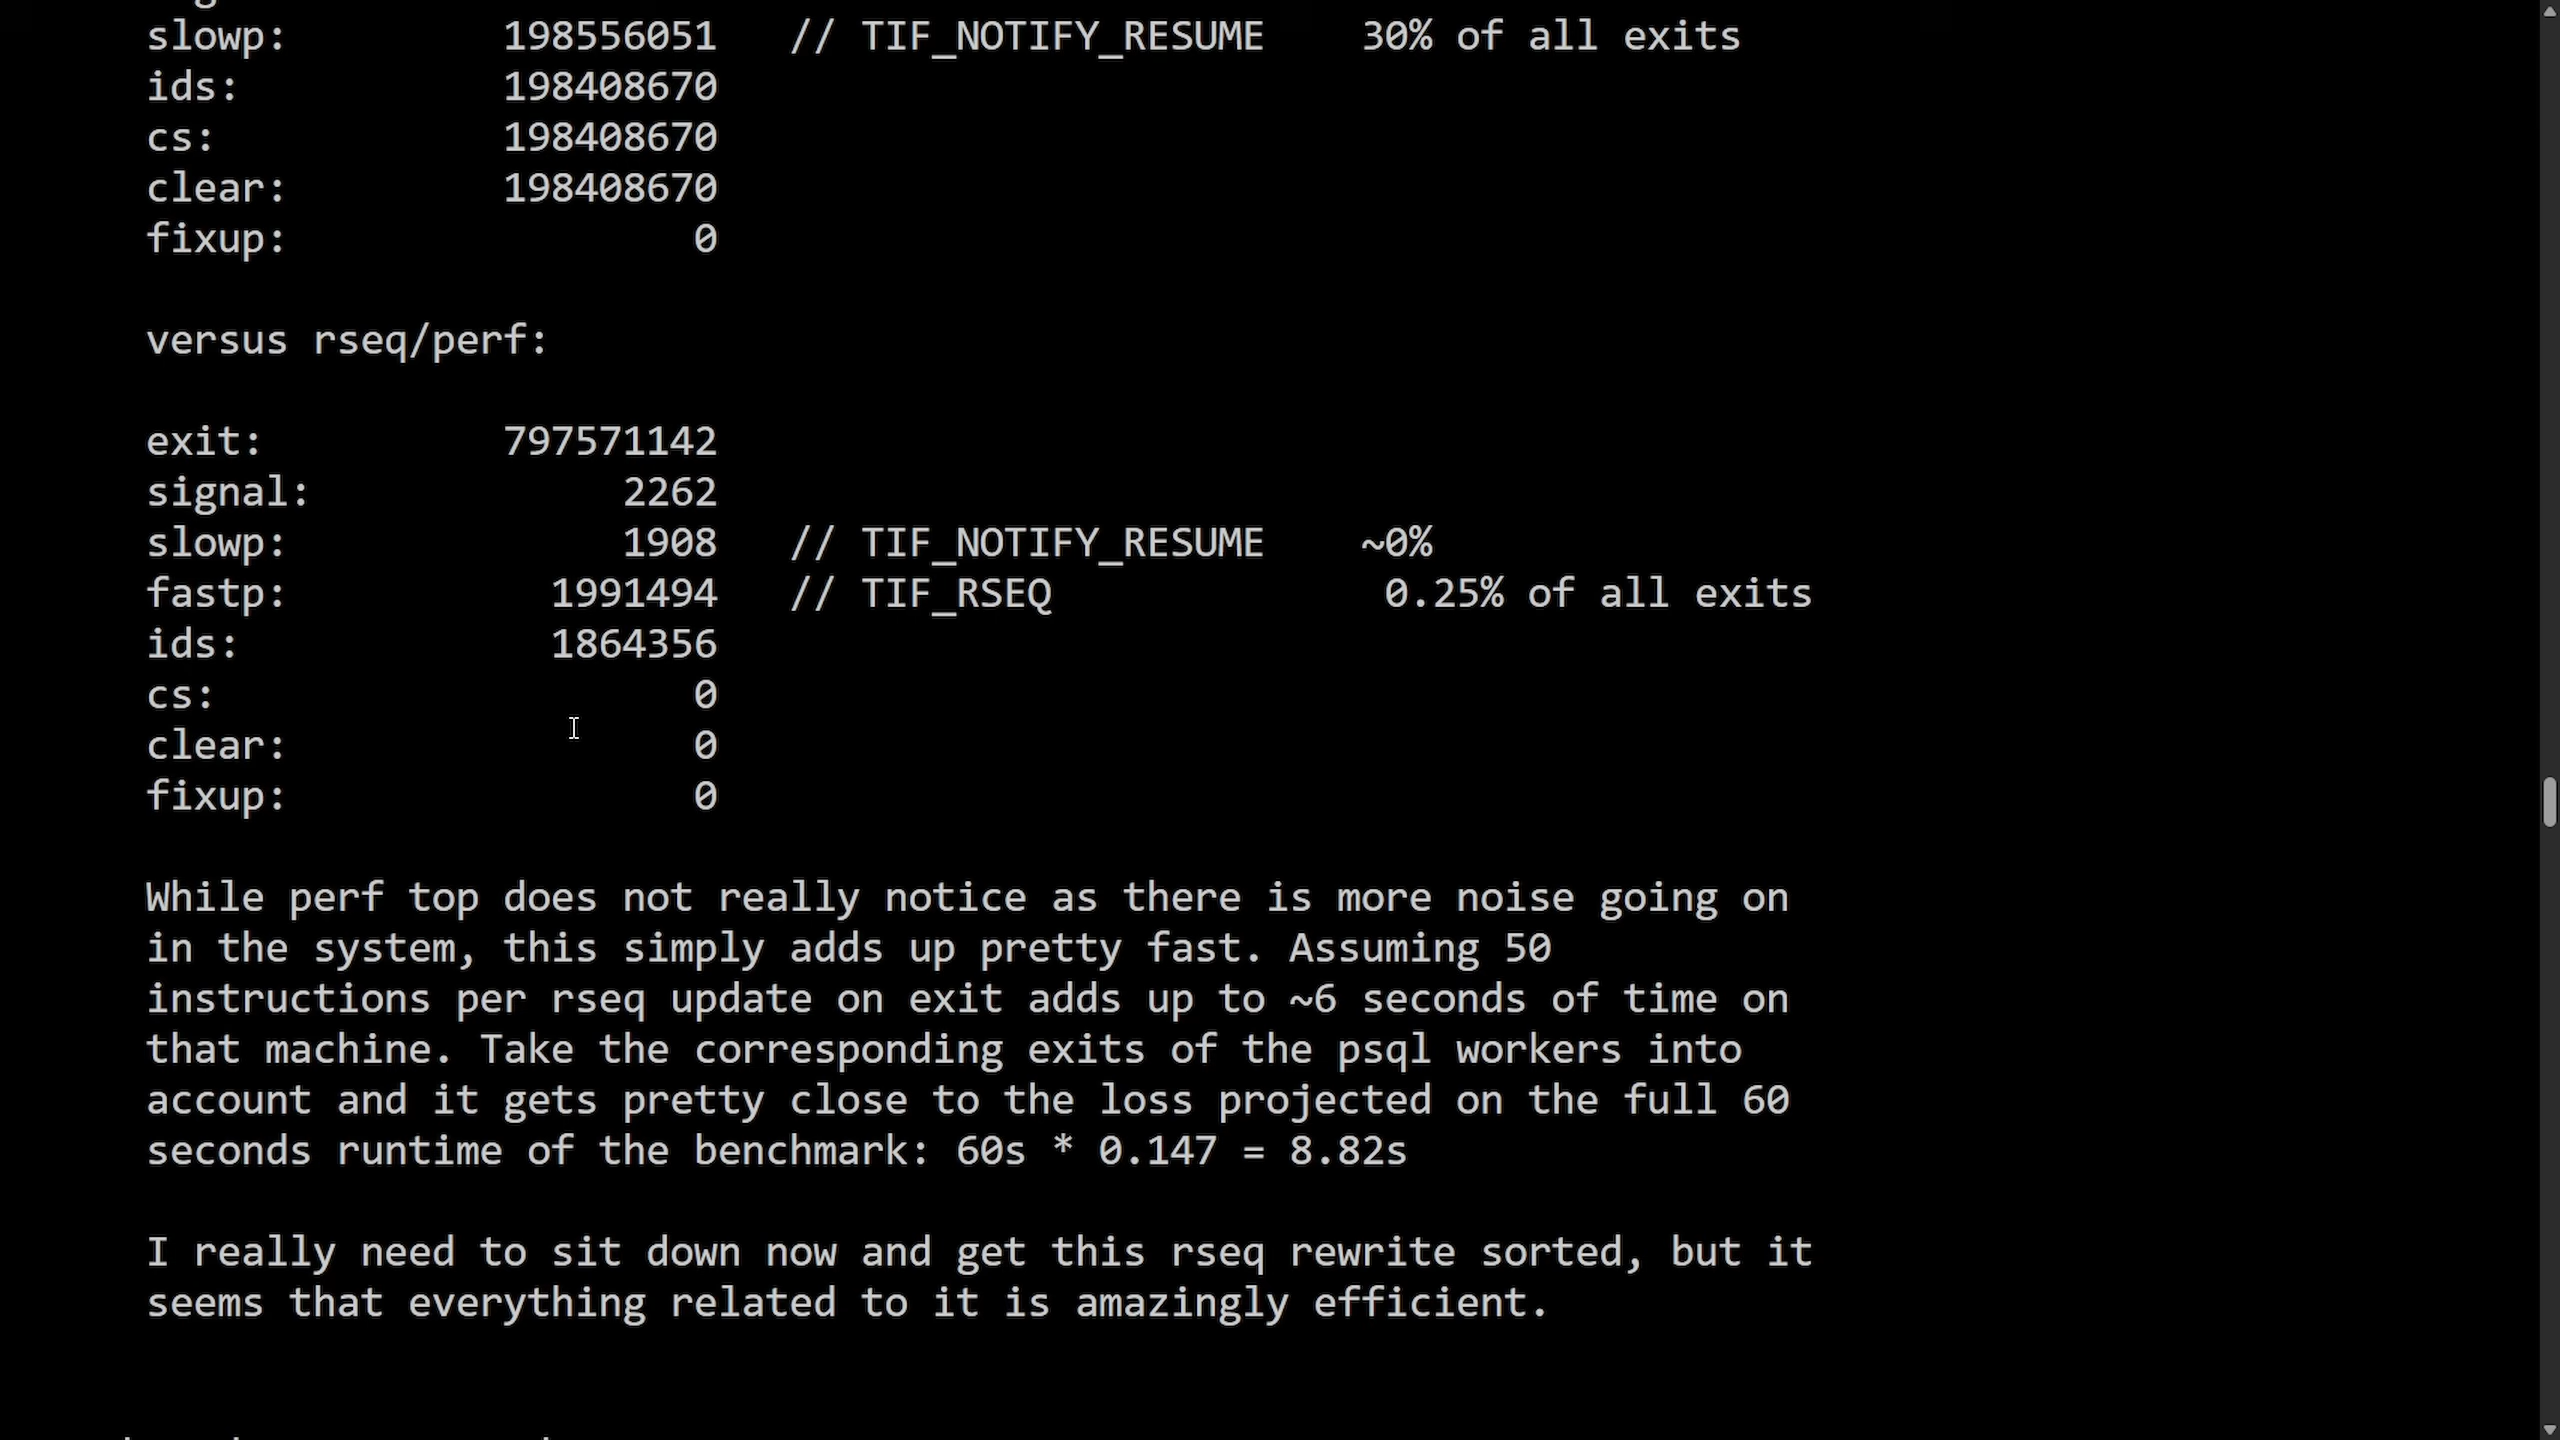 slowp: 198556051 // TIF_NOTIFY_RESUME 30% of all exits
ids: 198408670
cs: 198408670
clear: 198408670
fixup: 0
versus rseq/perf:
exit: 797571142
signal: 2262
slowp: 1908 // TIF_NOTIFY_RESUME ~0%
fastp: 1991494 // TIF_RSEQ 0.25% of all exits
ids: 1864356
cs: 0
clear: 0
fixup: 0
While perf top does not really notice as there is more noise going on
in the system, this simply adds up pretty fast. Assuming 50
instructions per rseq update on exit adds up to ~6 seconds of time on
that machine. Take the corresponding exits of the psql workers into
account and it gets pretty close to the loss projected on the full 60
seconds runtime of the benchmark: 60s * 0.147 = 8.82s
I really need to sit down now and get this rseq rewrite sorted, but it
seems that everything related to it is amazingly efficient.